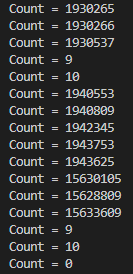 Count = 1930265
Count = 1930266
Count = 1930537
Count = 9
Count = 10
Count = 1940553
Count = 1940809
Count = 1942345
Count = 1943753
Count = 1943625
Count = 15630105
Count = 15628809
Count = 15633609
Count = 9
Count = 10
Count = 0